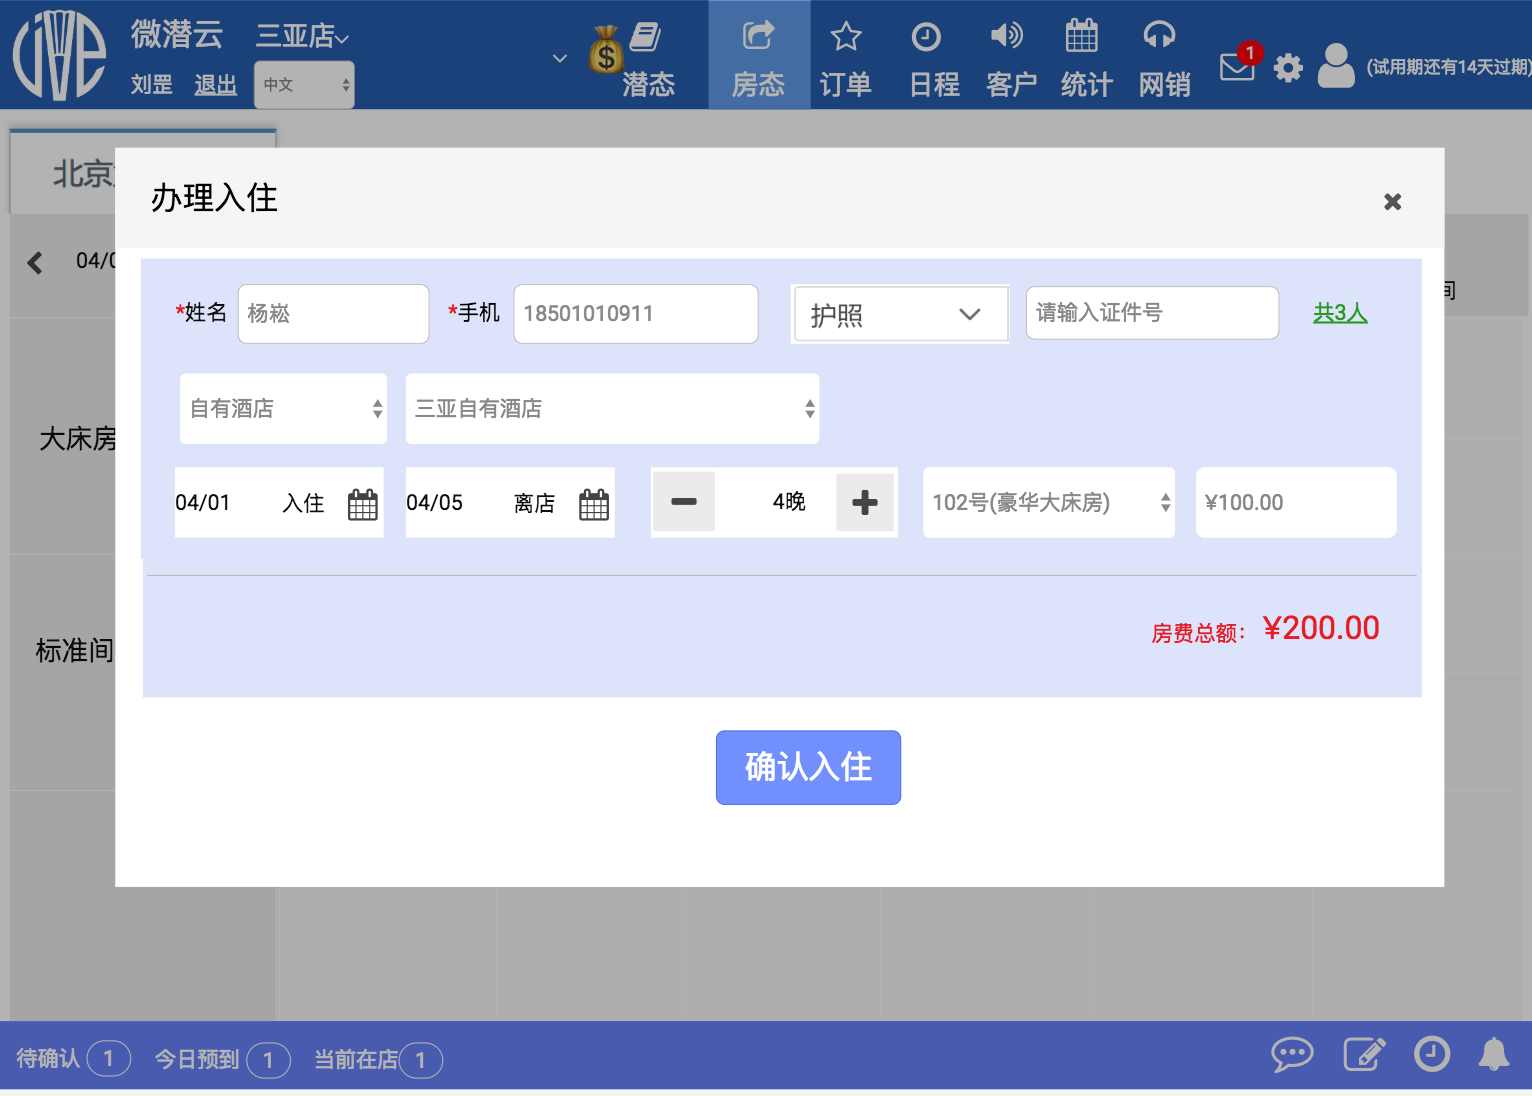 微潜云 三亚店
刘罡 退出 中文
潜态 房态 订单 日程 客户 统计 网销 1 (试用期还有14天过期)
北京
办理入住
04/0
间
*姓名 杨崧 *手机 18501010911 护照 请输入证件号 共3人
自有酒店 三亚自有酒店
大床房
04/01 入住 04/05 离店 4晚 102号(豪华大床房) ¥100.00
房费总额: ¥200.00
标准间
确认入住
待确认 1 今日预到 1 当前在店 1